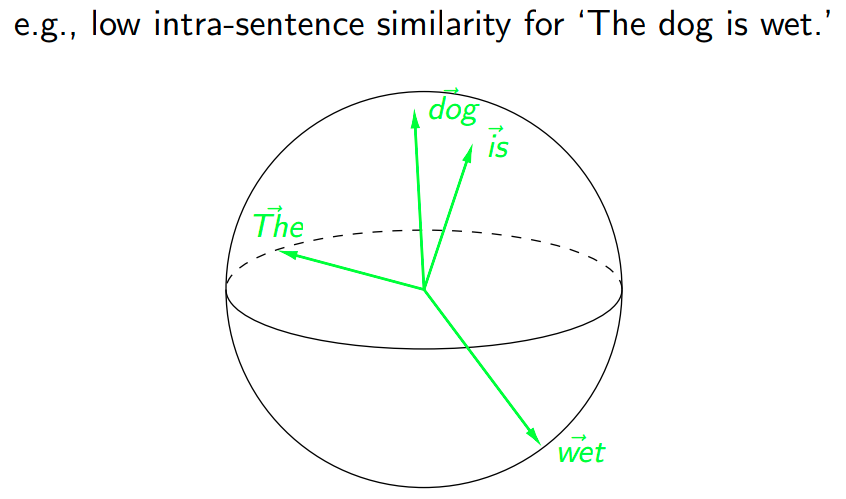 e.g., low intra-sentence similarity for ‘The dog is wet.’
dog
is
The
wet